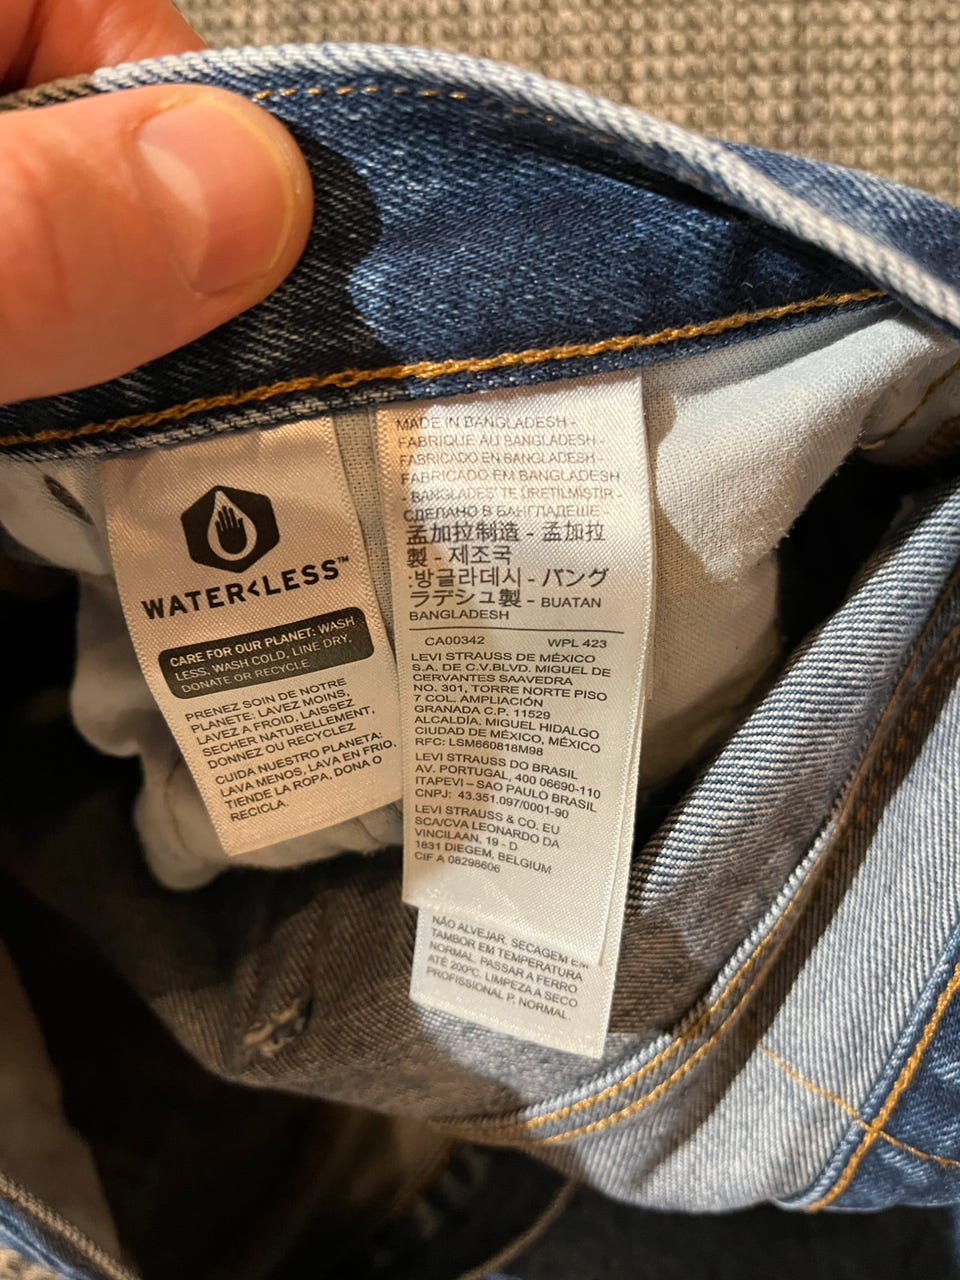 WATER<LESS™
CARE FOR OUR PLANET: WASH
LESS, WASH COLD, LINE DRY,
DONATE OR RECYCLE
PRENEZ SOIN DE NOTRE
PLANETE: LAVEZ MOINS,
LAVEZ A FROID, LAISSEZ
SECHER NATURELLEMENT,
DONNEZ OU RECYCLEZ
CUIDA NUESTRO PLANETA:
LAVA MENOS, LAVA EN FRIO,
TIENDE LA ROPA, DONA O
RECICLA.
MADE IN BANGLADESH -
FABRIQUE AU BANGLADESH -
FABRICADO EN BANGLADESH -
FABRICADO EM BANGLADESH
- BANGLADEŞ'TE ÜRETİLMİŞTİR -
СДЕЛАНО В БАНГЛАДЕШЕ -
孟加拉制造 - 孟加拉
製 - 제조국
:방글라데시 - バング
ラデシュ製 - BUATAN
BANGLADESH
CA00342 WPL 423
LEVI STRAUSS DE MÉXICO
S.A. DE C.V.BLVD. MIGUEL DE
CERVANTES SAAVEDRA
NO. 301, TORRE NORTE PISO
7 COL. AMPLIACIÓN
GRANADA C.P. 11529
ALCALDÍA. MIGUEL HIDALGO
CIUDAD DE MÉXICO, MÉXICO
RFC: LSM660818M98
LEVI STRAUSS DO BRASIL
AV. PORTUGAL, 400 06690-110
ITAPEVI – SAO PAULO BRASIL
CNPJ: 43.351.097/0001-90
LEVI STRAUSS & CO. EU
SCA/CVA LEONARDO DA
VINCILAAN, 19 - D
1831 DIEGEM, BELGIUM
CIF A 08298606
NÃO ALVEJAR. SECAGEM EM
TAMBOR EM TEMPERATURA
NORMAL. PASSAR A FERRO
ATÉ 200ºC. LIMPEZA A SECO
PROFISSIONAL P, NORMAL.